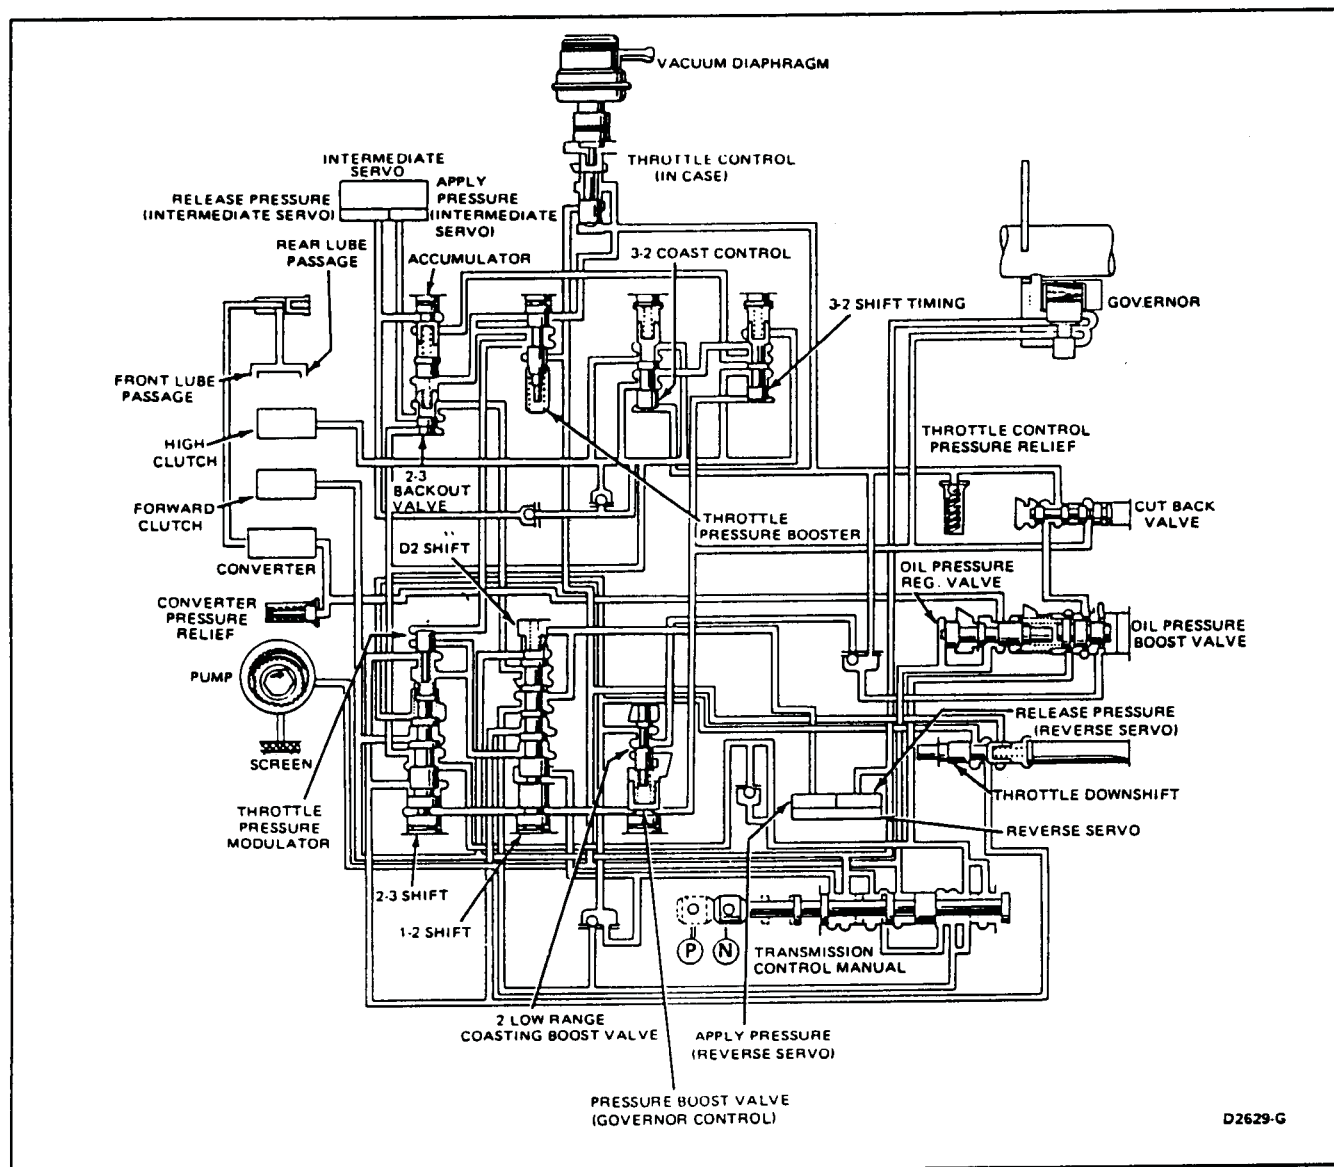 VACUUM DIAPHRAGM
THROTTLE CONTROL
(IN CASE)
INTERMEDIATE
SERVO
RELEASE PRESSURE
(INTERMEDIATE SERVO)
APPLY
PRESSURE
(INTERMEDIATE
SERVO)
REAR LUBE
PASSAGE
ACCUMULATOR
3-2 COAST CONTROL
3-2 SHIFT TIMING
GOVERNOR
FRONT LUBE
PASSAGE
HIGH
CLUTCH
THROTTLE CONTROL
PRESSURE RELIEF
2-3
BACKOUT
VALVE
FORWARD
CLUTCH
THROTTLE
PRESSURE BOOSTER
CUT BACK
VALVE
D2 SHIFT
CONVERTER
OIL PRESSURE
REG. VALVE
CONVERTER
PRESSURE
RELIEF
OIL PRESSURE
BOOST VALVE
PUMP
RELEASE PRESSURE
(REVERSE SERVO)
SCREEN
THROTTLE DOWNSHIFT
THROTTLE
PRESSURE
MODULATOR
REVERSE SERVO
2-3 SHIFT
1-2 SHIFT
P
N
TRANSMISSION
CONTROL MANUAL
2 LOW RANGE
COASTING BOOST VALVE
APPLY PRESSURE
(REVERSE SERVO)
PRESSURE BOOST VALVE
(GOVERNOR CONTROL)
D2629-G